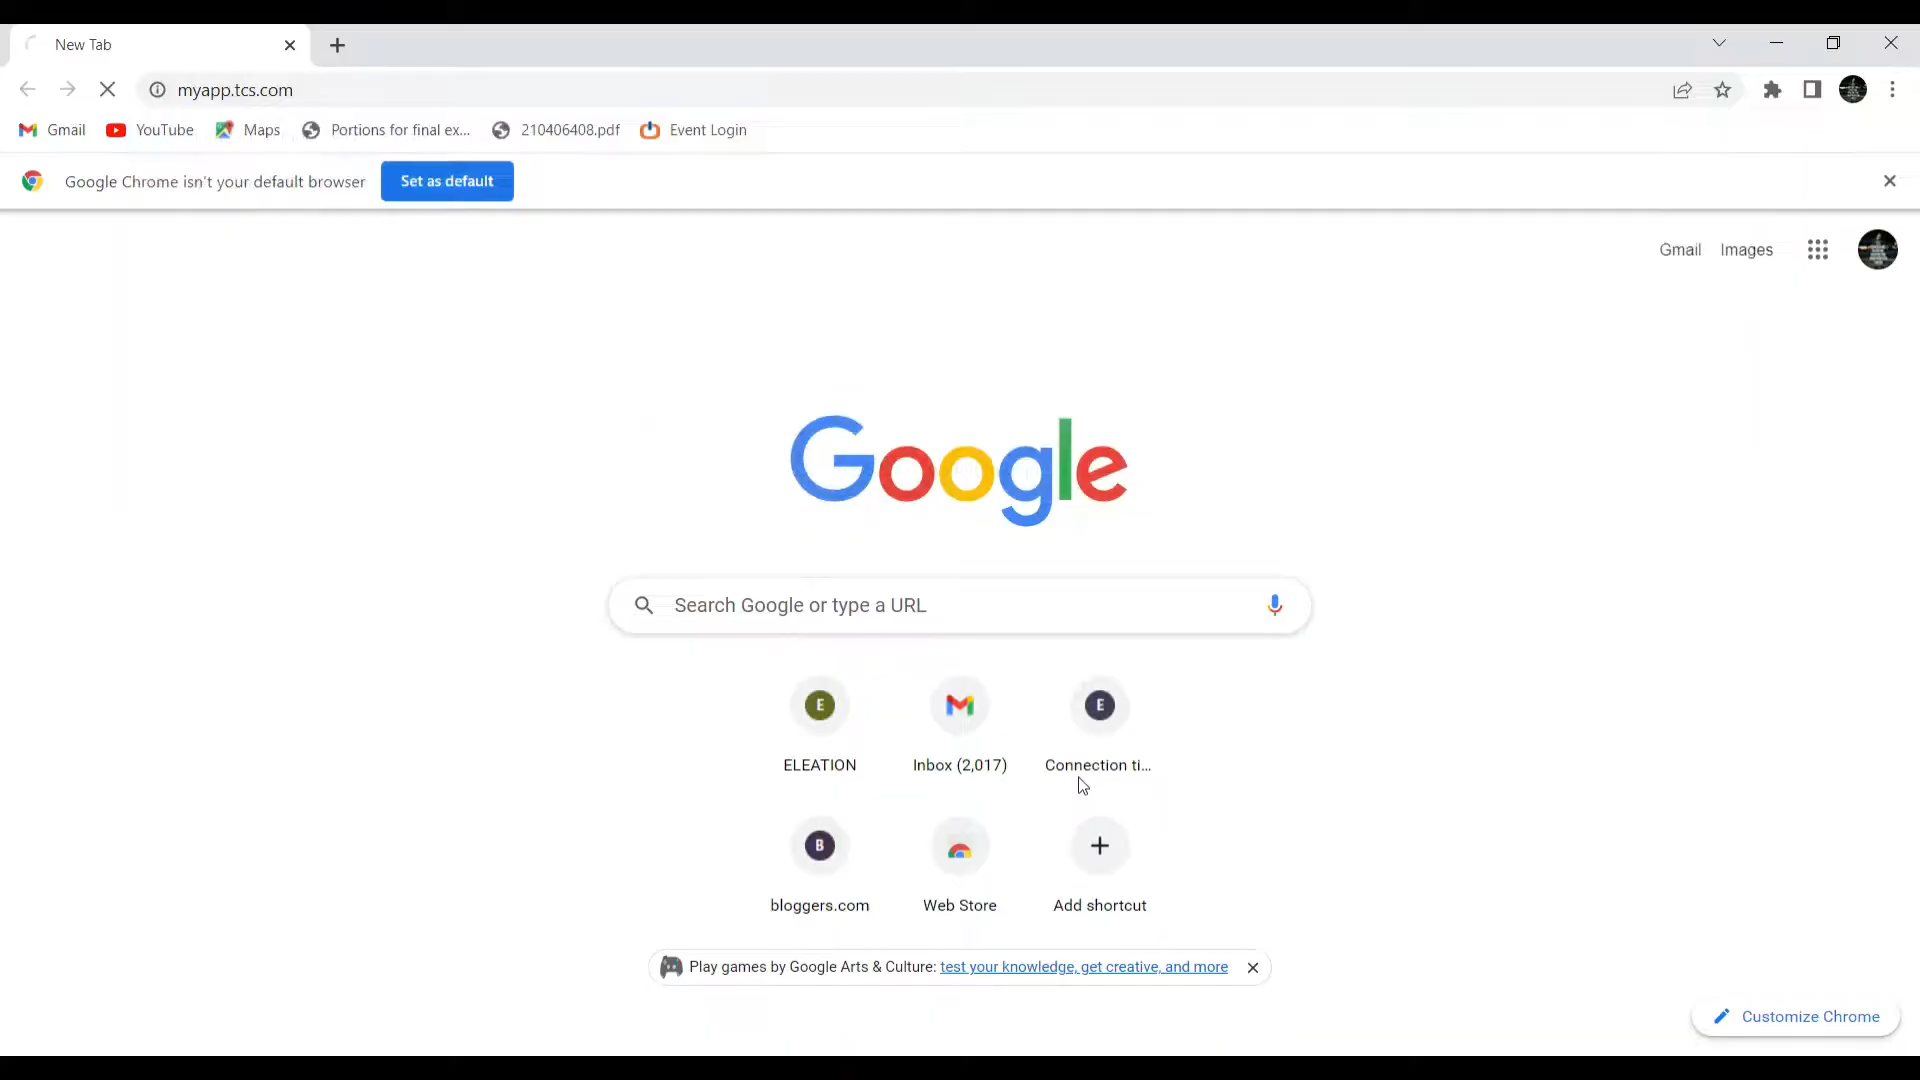 New Tab
myapp.tcs.com
Gmail YouTube Maps Portions for final ex... 210406408.pdf Event Login
Google Chrome isn't your default browser Set as default
Gmail Images
Google
Search Google or type a URL
E E
ELEATION Inbox (2,017) Connection ti...
B
bloggers.com Web Store Add shortcut
Play games by Google Arts & Culture: test your knowledge, get creative, and more
Customize Chrome